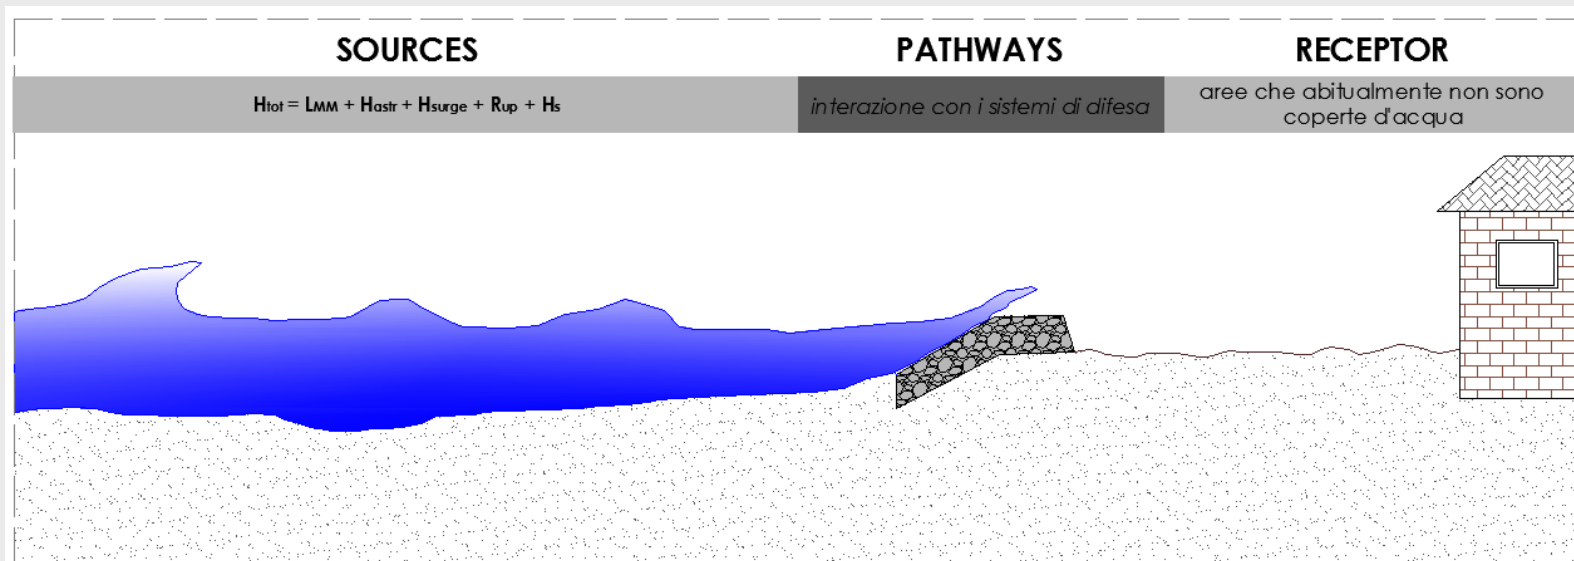 SOURCES
PATHWAYS
RECEPTOR
Htot = LMM + Hastr + Hsurge + Rup + Hs
interazione con i sistemi di difesa
aree che abitualmente non sono
coperte d'acqua